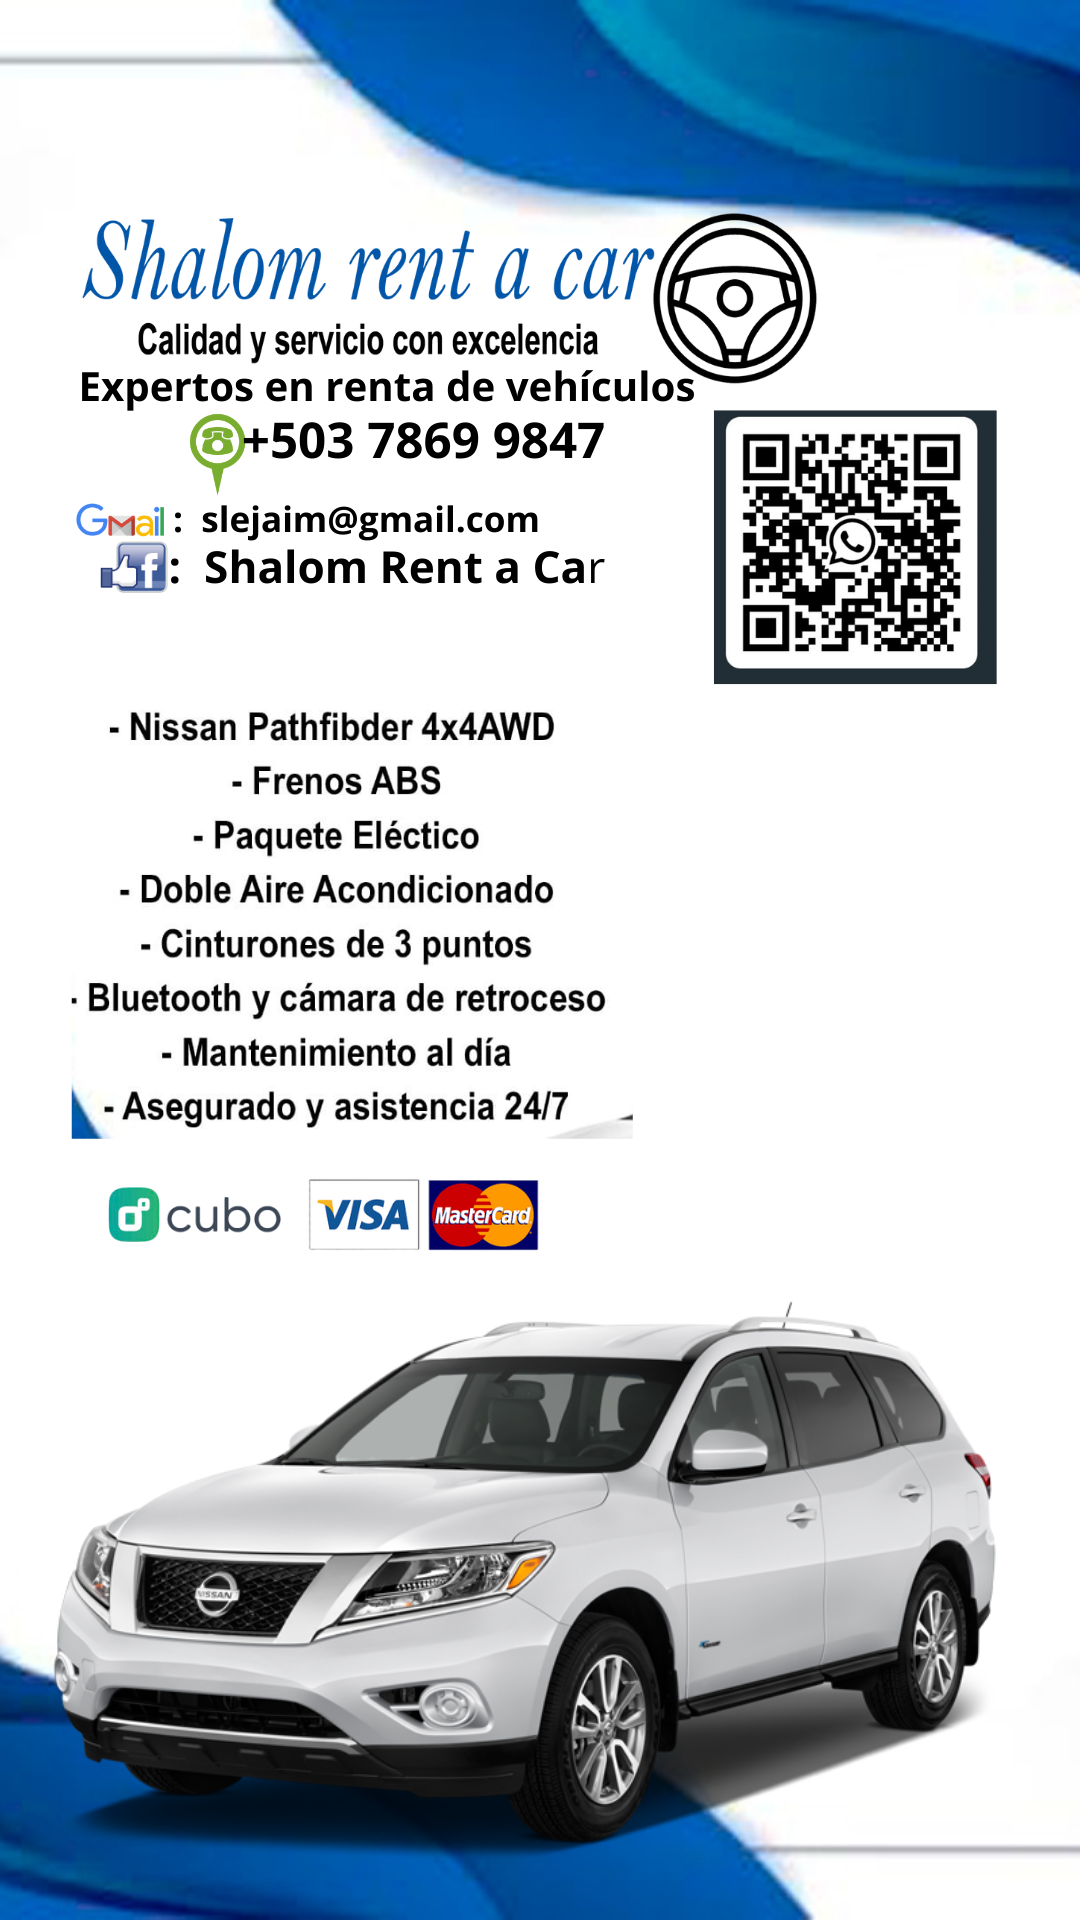 Shalom rent a car
Calidad y servicio con excelencia
Expertos en renta de vehículos
+503 7869 9847
GMail : slejaim@gmail.com
f : Shalom Rent a Car
- Nissan Pathfibder 4x4AWD
- Frenos ABS
- Paquete Eléctico
- Doble Aire Acondicionado
- Cinturones de 3 puntos
- Bluetooth y cámara de retroceso
- Mantenimiento al día
- Asegurado y asistencia 24/7
cubo VISA MasterCard
NISSAN